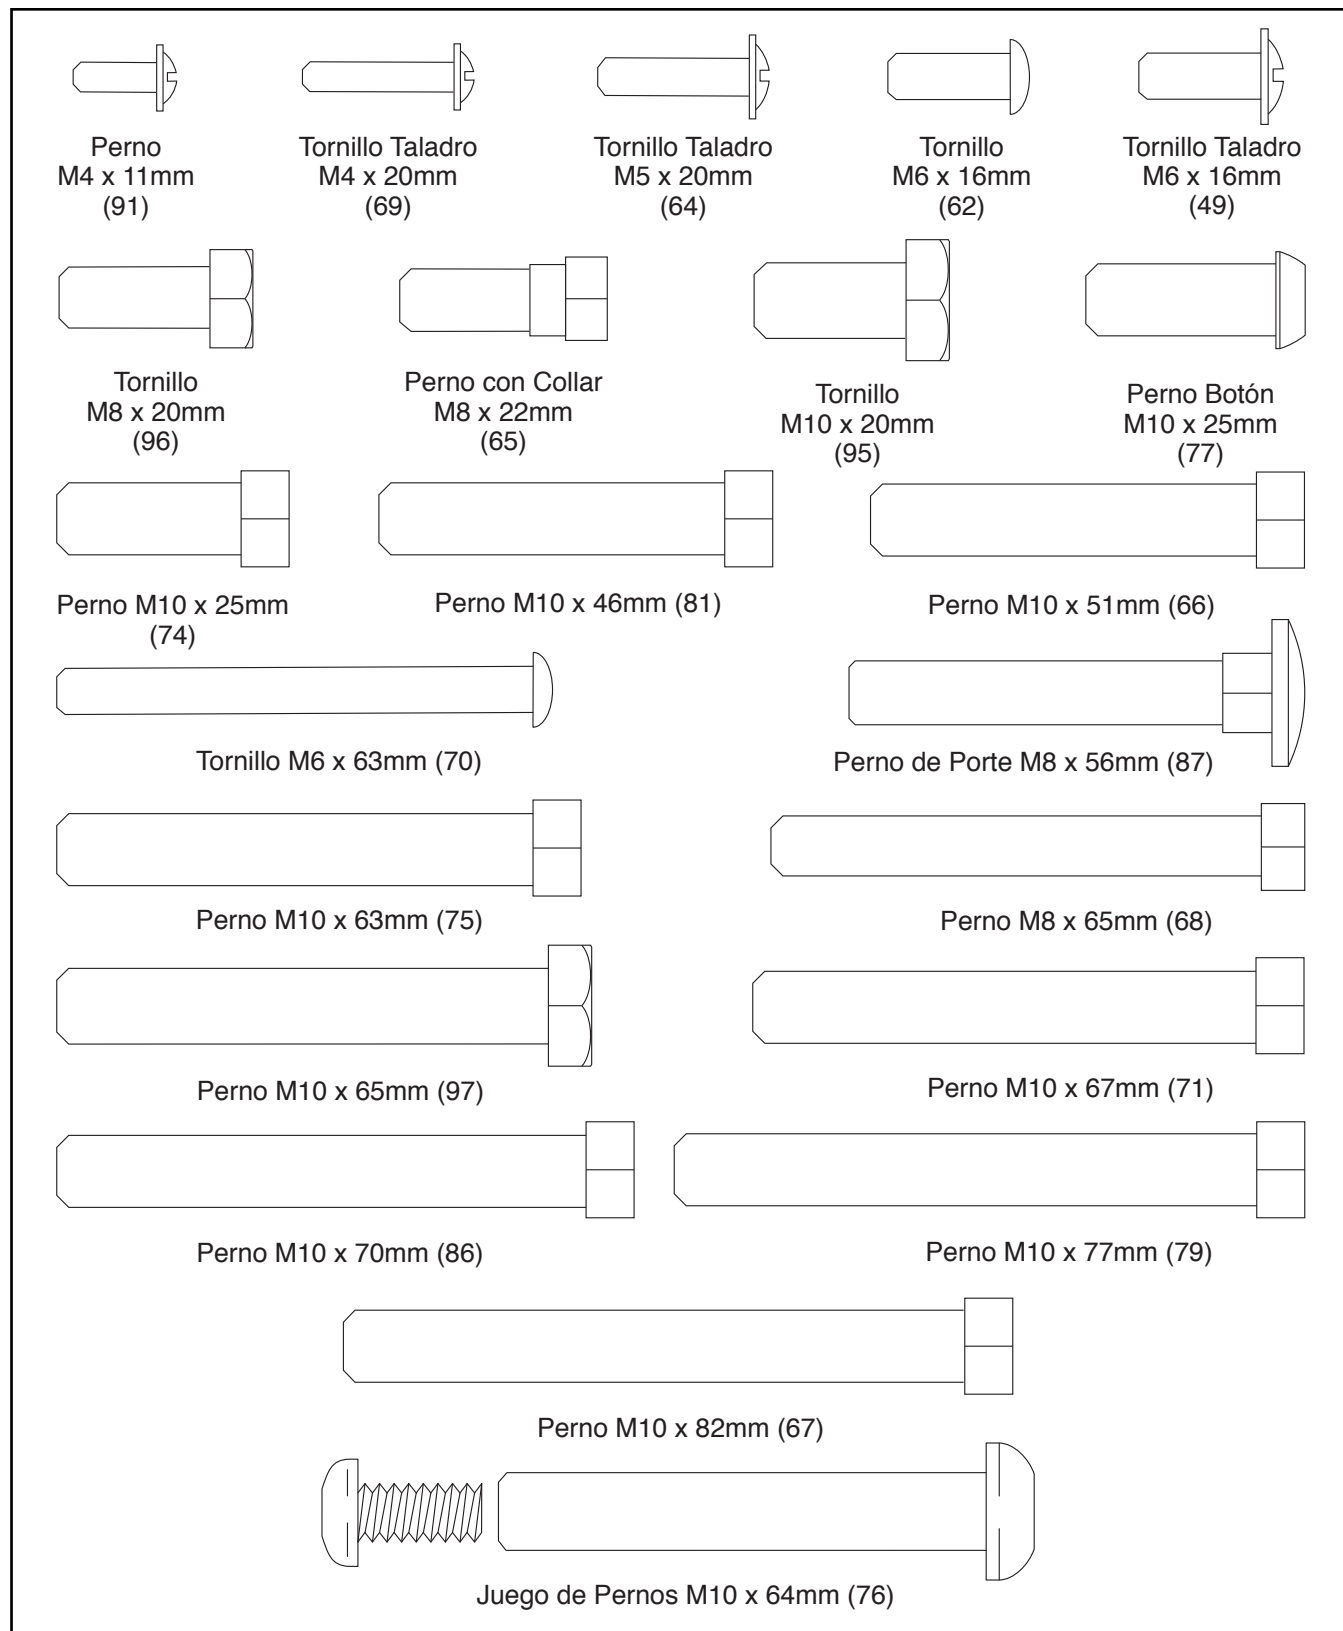 Perno
M4 x 11mm
(91)
Tornillo Taladro
M4 x 20mm
(69)
Tornillo Taladro
M5 x 20mm
(64)
Tornillo
M6 x 16mm
(62)
Tornillo Taladro
M6 x 16mm
(49)
Tornillo
M8 x 20mm
(96)
Perno con Collar
M8 x 22mm
(65)
Tornillo
M10 x 20mm
(95)
Perno Botón
M10 x 25mm
(77)
Perno M10 x 25mm
(74)
Perno M10 x 46mm (81)
Perno M10 x 51mm (66)
Tornillo M6 x 63mm (70)
Perno de Porte M8 x 56mm (87)
Perno M10 x 63mm (75)
Perno M8 x 65mm (68)
Perno M10 x 65mm (97)
Perno M10 x 67mm (71)
Perno M10 x 70mm (86)
Perno M10 x 77mm (79)
Perno M10 x 82mm (67)
Juego de Pernos M10 x 64mm (76)